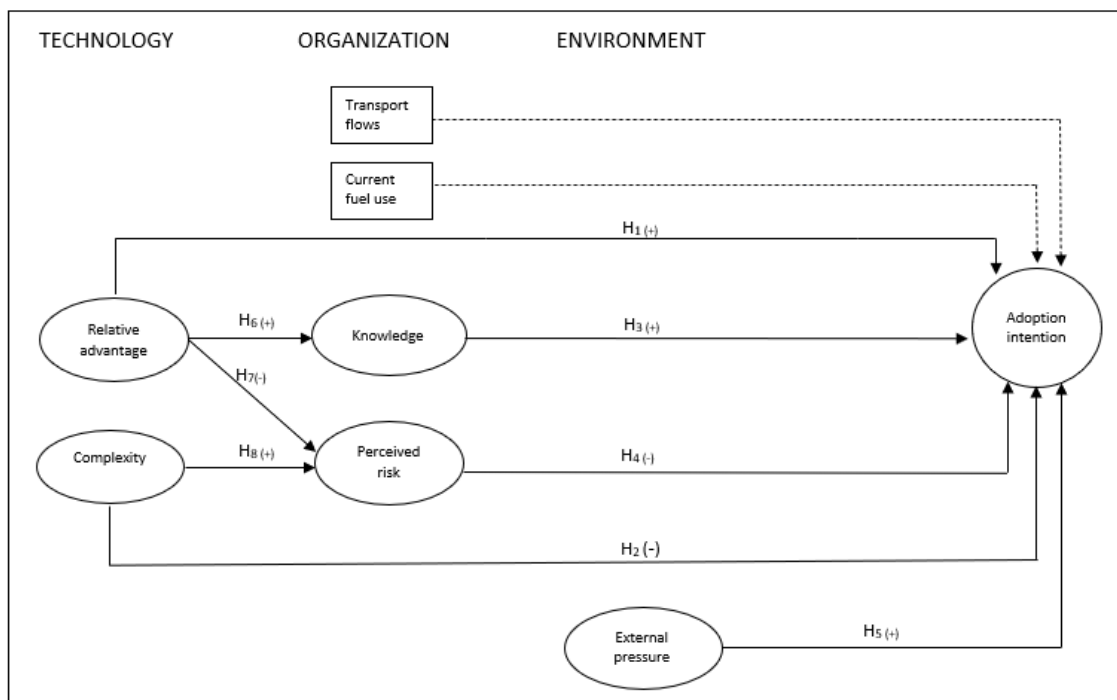 TECHNOLOGY ORGANIZATION ENVIRONMENT
Transport
flows
Current
fuel use
H1 (+)
Relative
advantage
H6 (+)
Knowledge
H3 (+)
Adoption
intention
H7(-)
Complexity
H8 (+)
Perceived
risk
H4 (-)
H2 (-)
External
pressure
H5 (+)